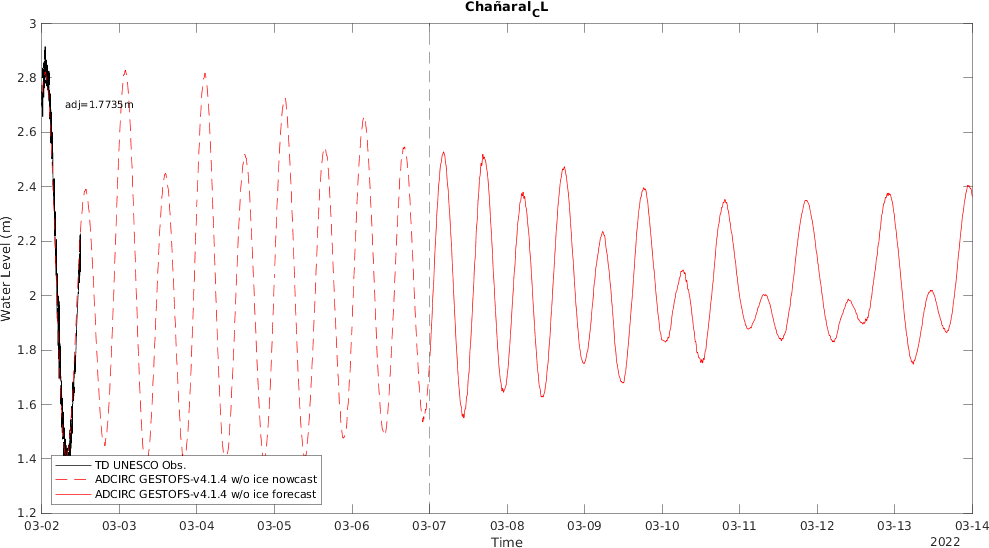 Chañaral_CL
3
2.8
2.6
2.4
2.2
2
1.8
1.6
1.4
1.2
Water Level (m)
adj=1.7735m
TD UNESCO Obs.
ADCIRC GESTOFS-v4.1.4 w/o ice nowcast
ADCIRC GESTOFS-v4.1.4 w/o ice forecast
03-02 03-03 03-04 03-05 03-06 03-07 03-08 03-09 03-10 03-11 03-12 03-13 03-14
Time
2022